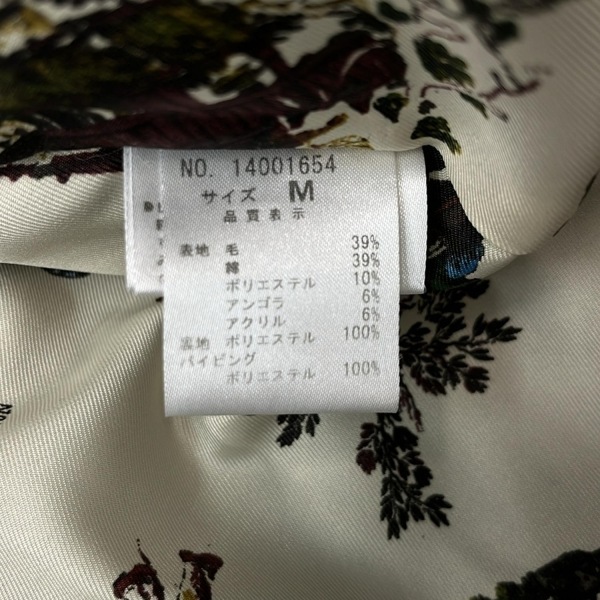 NO. 14001654
サイズ M
品質表示
表地 毛 39%
綿 39%
ポリエステル 10%
アンゴラ 6%
アクリル 6%
裏地 ポリエステル 100%
パイピング
ポリエステル 100%